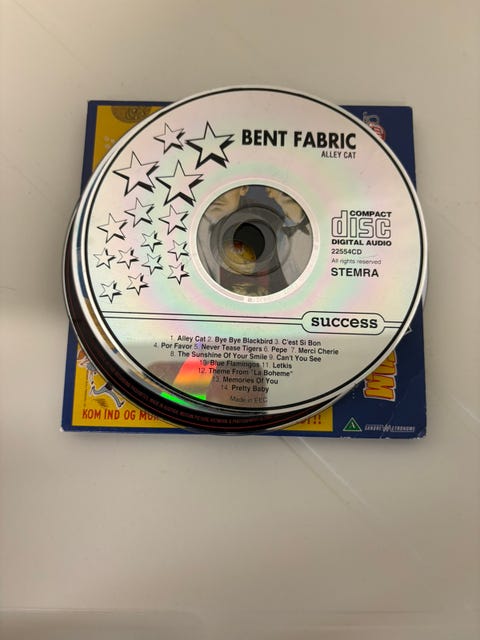 BENT FABRIC
ALLEY CAT
COMPACT
disc
DIGITAL AUDIO
22554CD
All rights reserved
STEMRA
success
1. Alley Cat 2. Bye Bye Blackbird 3. C'est Si Bon
4. Por Favor 5. Never Tease Tigers 6. Pepe 7. Merci Cherie
8. The Sunshine Of Your Smile 9. Can't You See
10. Blue Flamingos 11. Letkis
12. Theme From "La Boheme"
13. Memories Of You
14. Pretty Baby
Made in EEC
KOM IND OG